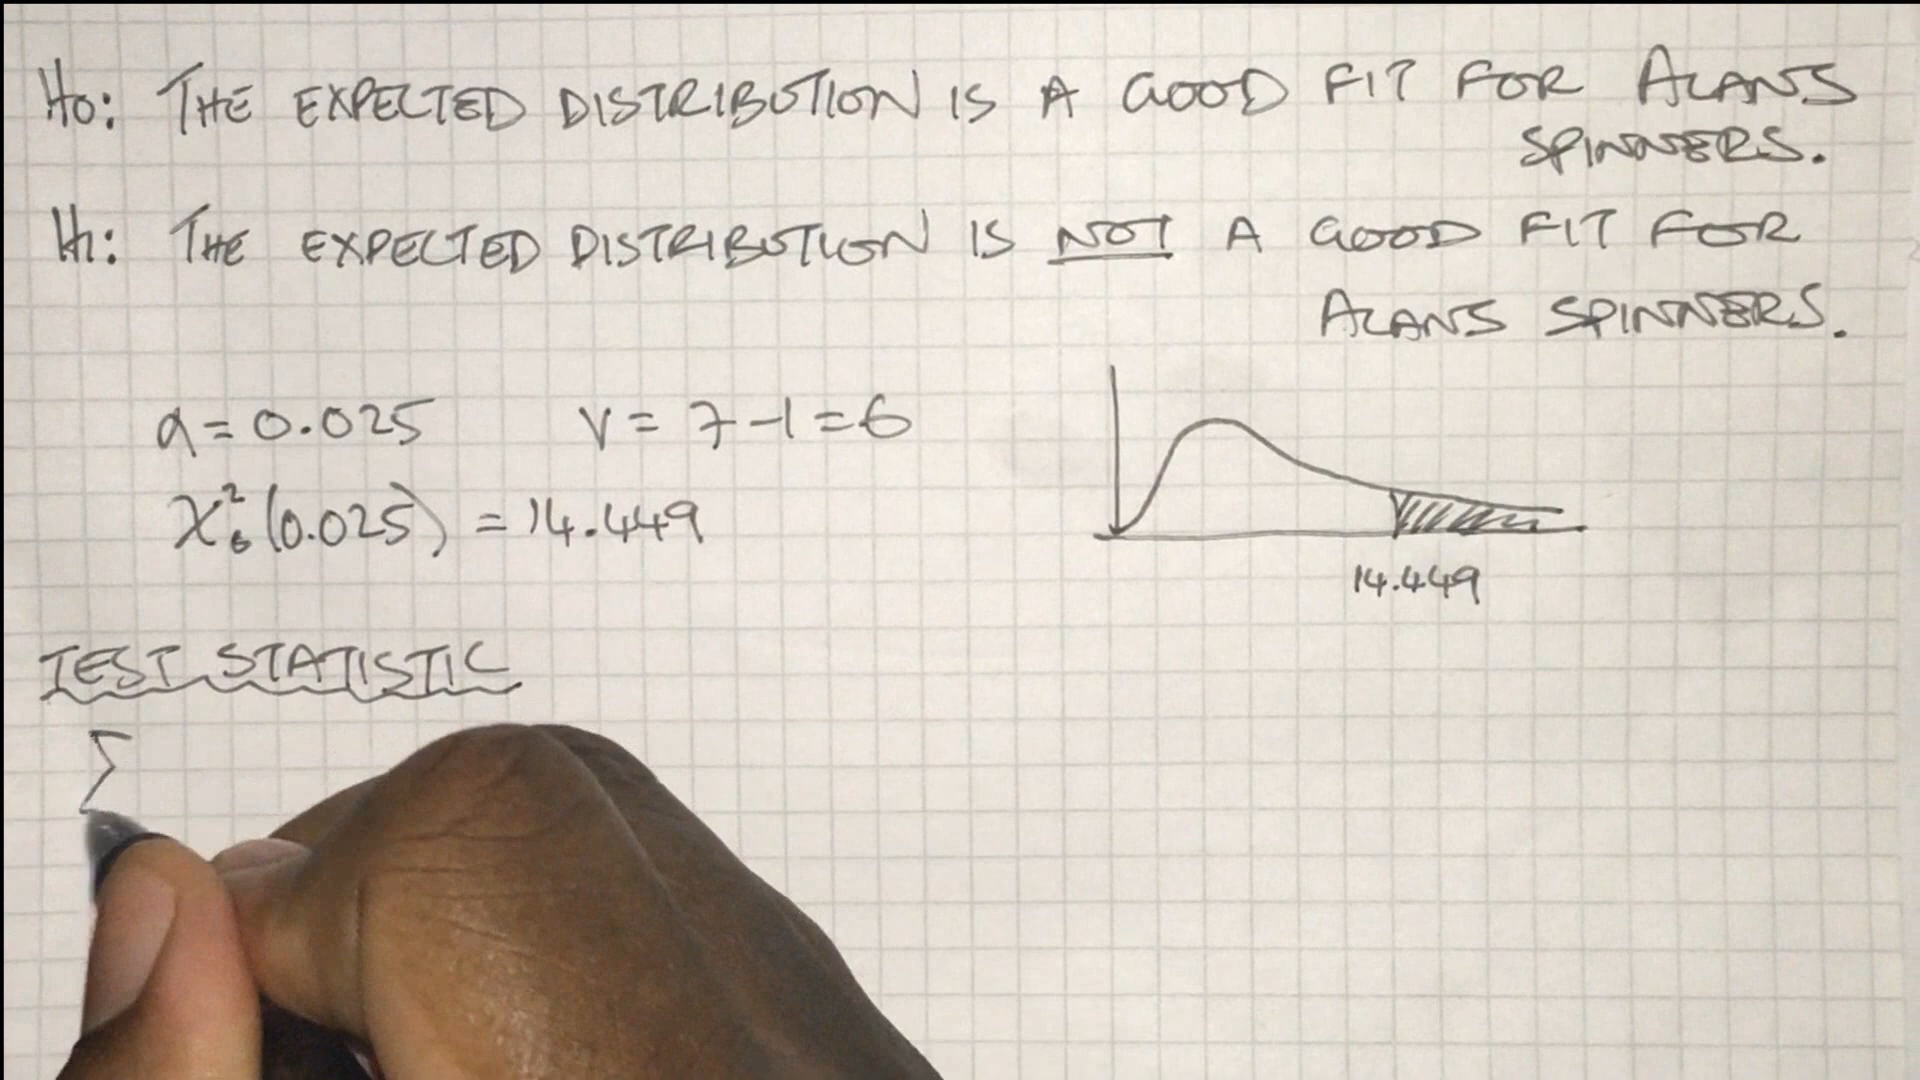 H0: THE EXPECTED DISTRIBUTION IS A GOOD FIT FOR ALANS
SPINNERS.
H1: THE EXPECTED DISTRIBUTION IS NOT A GOOD FIT FOR
ALANS SPINNERS.
α = 0.025 ν = 7 - 1 = 6
χ²₆(0.025) = 14.449
14.449
TEST STATISTIC
Σ